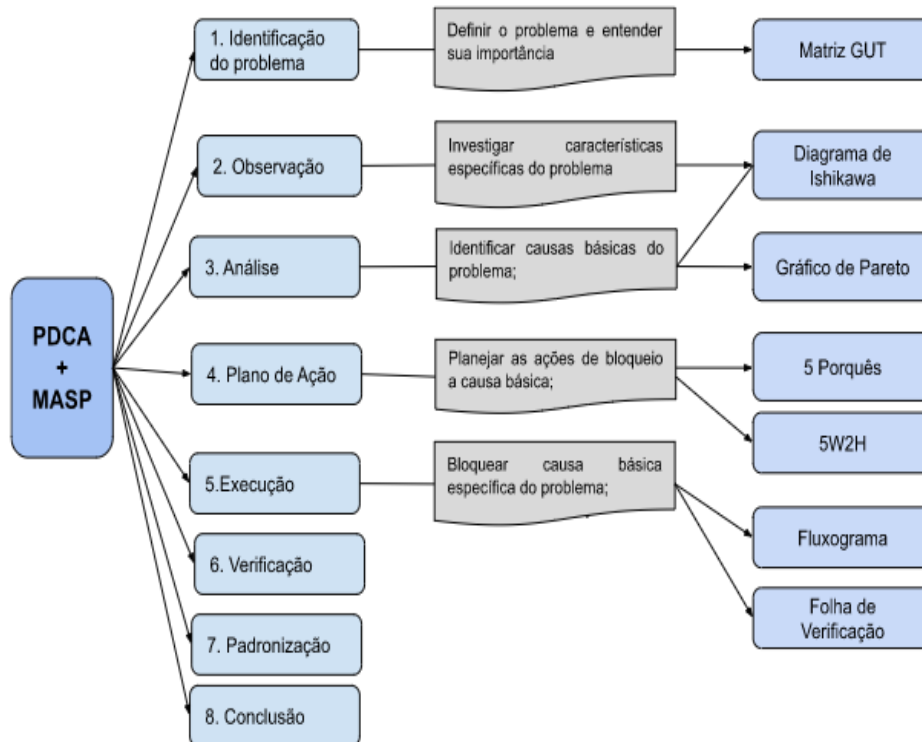 PDCA
+
MASP
1. Identificação
do problema
Definir o problema e entender
sua importância
Matriz GUT
2. Observação
Investigar características
específicas do problema
Diagrama de
Ishikawa
3. Análise
Identificar causas básicas do
problema;
Gráfico de Pareto
4. Plano de Ação
Planejar as ações de bloqueio
a causa básica;
5 Porquês
5W2H
5.Execução
Bloquear causa básica
específica do problema;
Fluxograma
Folha de
Verificação
6. Verificação
7. Padronização
8. Conclusão